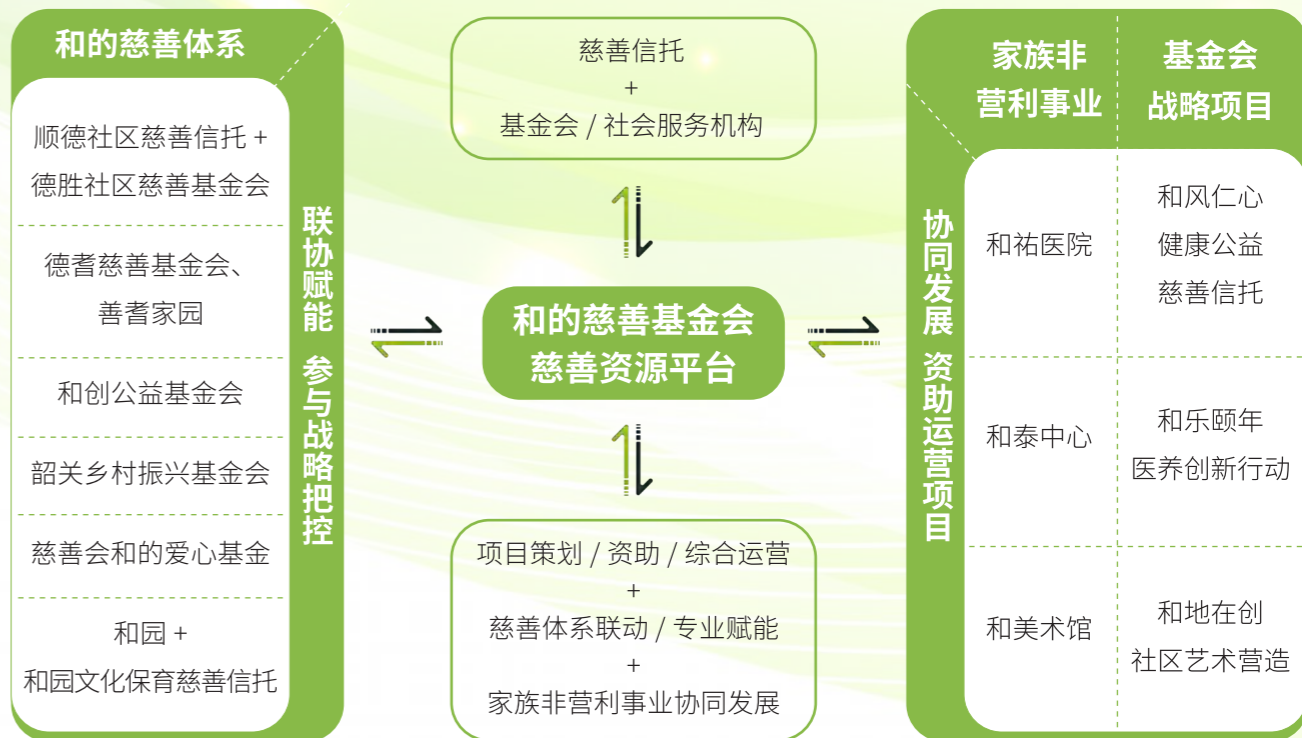 和的慈善体系
顺德社区慈善信托 +
德胜社区慈善基金会
德耆慈善基金会、
善耆家园
和创公益基金会
韶关乡村振兴基金会
慈善会和的爱心基金
和园 +
和园文化保育慈善信托
联协赋能 参与战略把控
慈善信托
+
基金会 / 社会服务机构
和的慈善基金会
慈善资源平台
项目策划 / 资助 / 综合运营
+
慈善体系联动 / 专业赋能
+
家族非营利事业协同发展
协同发展 资助运营项目
家族非
营利事业
基金会
战略项目
和祐医院
和风仁心
健康公益
慈善信托
和泰中心
和乐颐年
医养创新行动
和美术馆
和地在创
社区艺术营造